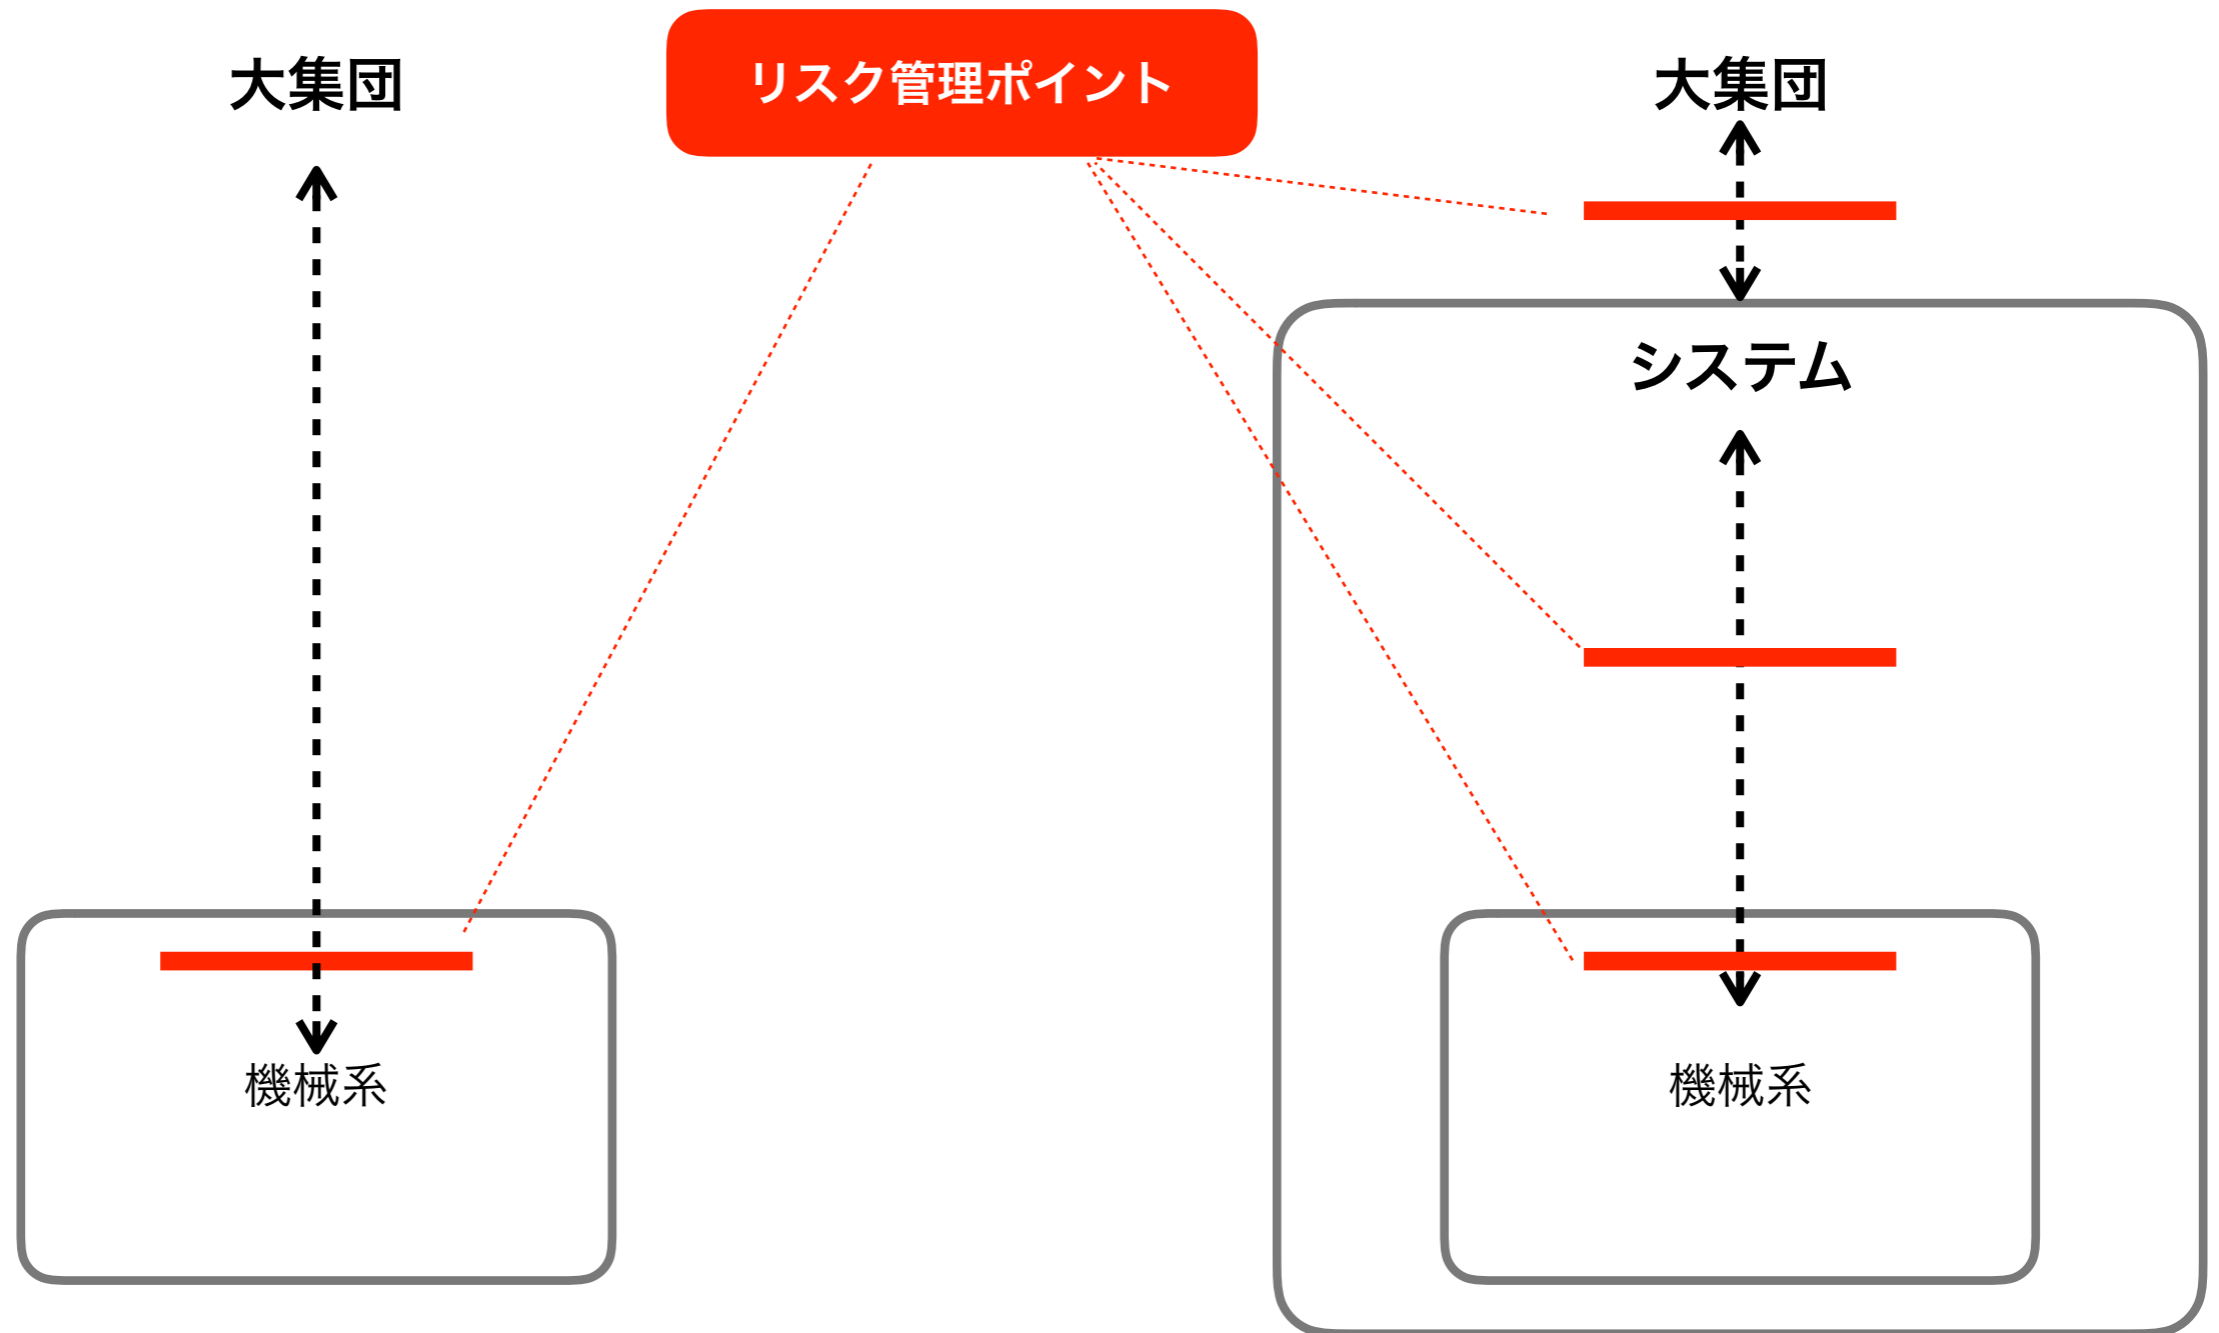 大集団
リスク管理ポイント
大集団
システム
機械系
機械系